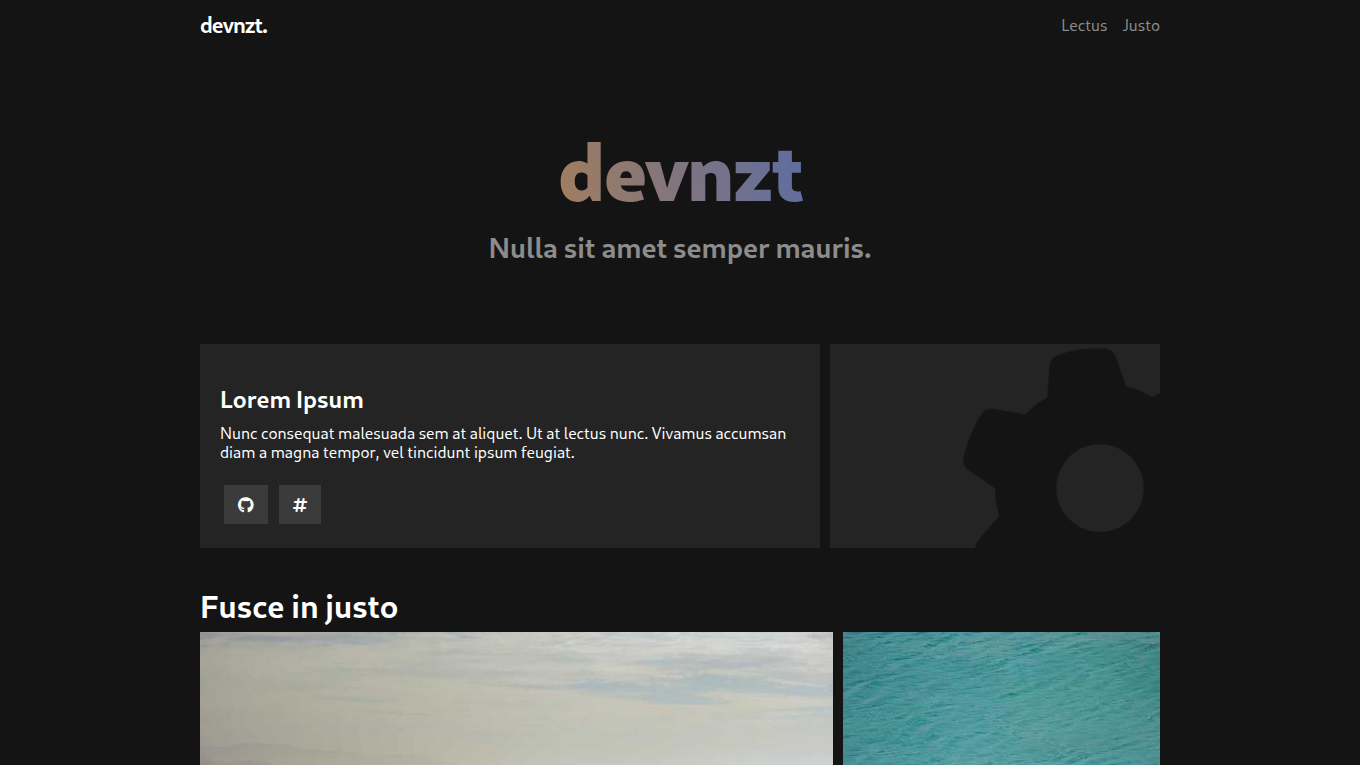 devnzt.
Lectus Justo
devnzt
Nulla sit amet semper mauris.
Lorem Ipsum
Nunc consequat malesuada sem at aliquet. Ut at lectus nunc. Vivamus accumsan
diam a magna tempor, vel tincidunt ipsum feugiat.
#
Fusce in justo